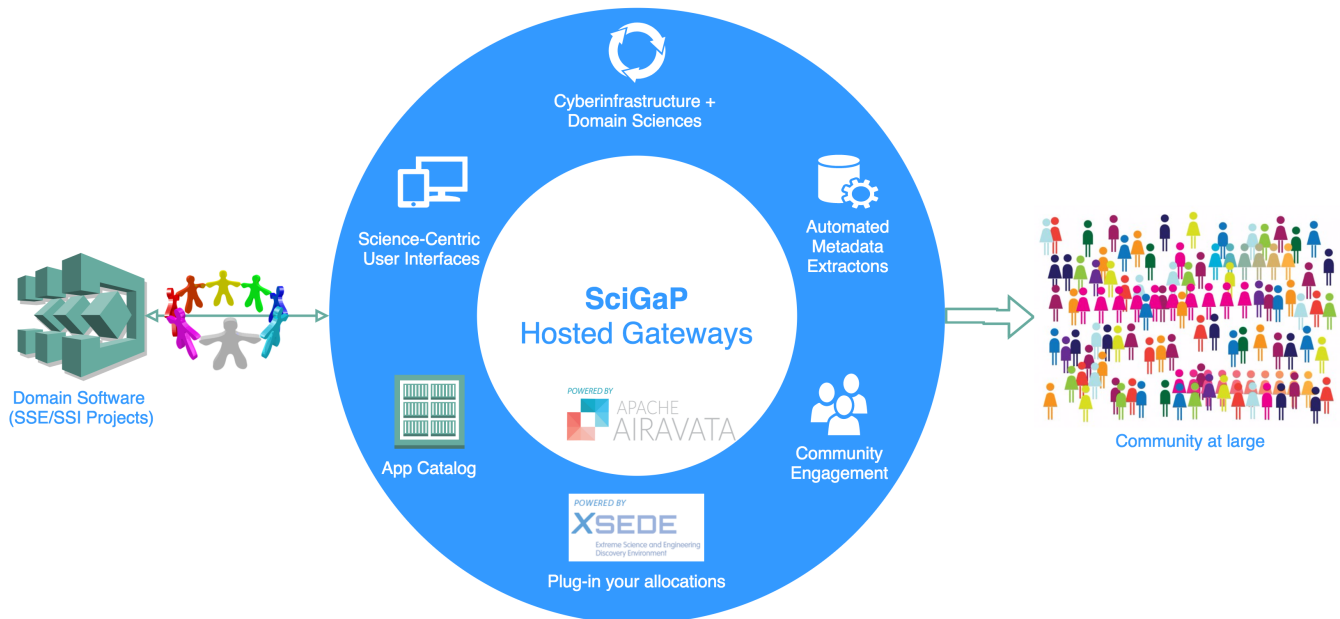 Cyberinfrastructure +
Domain Sciences
Science-Centric
User Interfaces
Automated
Metadata
Extractons
SciGaP
Hosted Gateways
Domain Software
(SSE/SSI Projects)
POWERED BY
APACHE
AIRAVATA
App Catalog
Community
Engagement
Community at large
POWERED BY
XSEDE
Extreme Science and Engineering
Discovery Environment
Plug-in your allocations